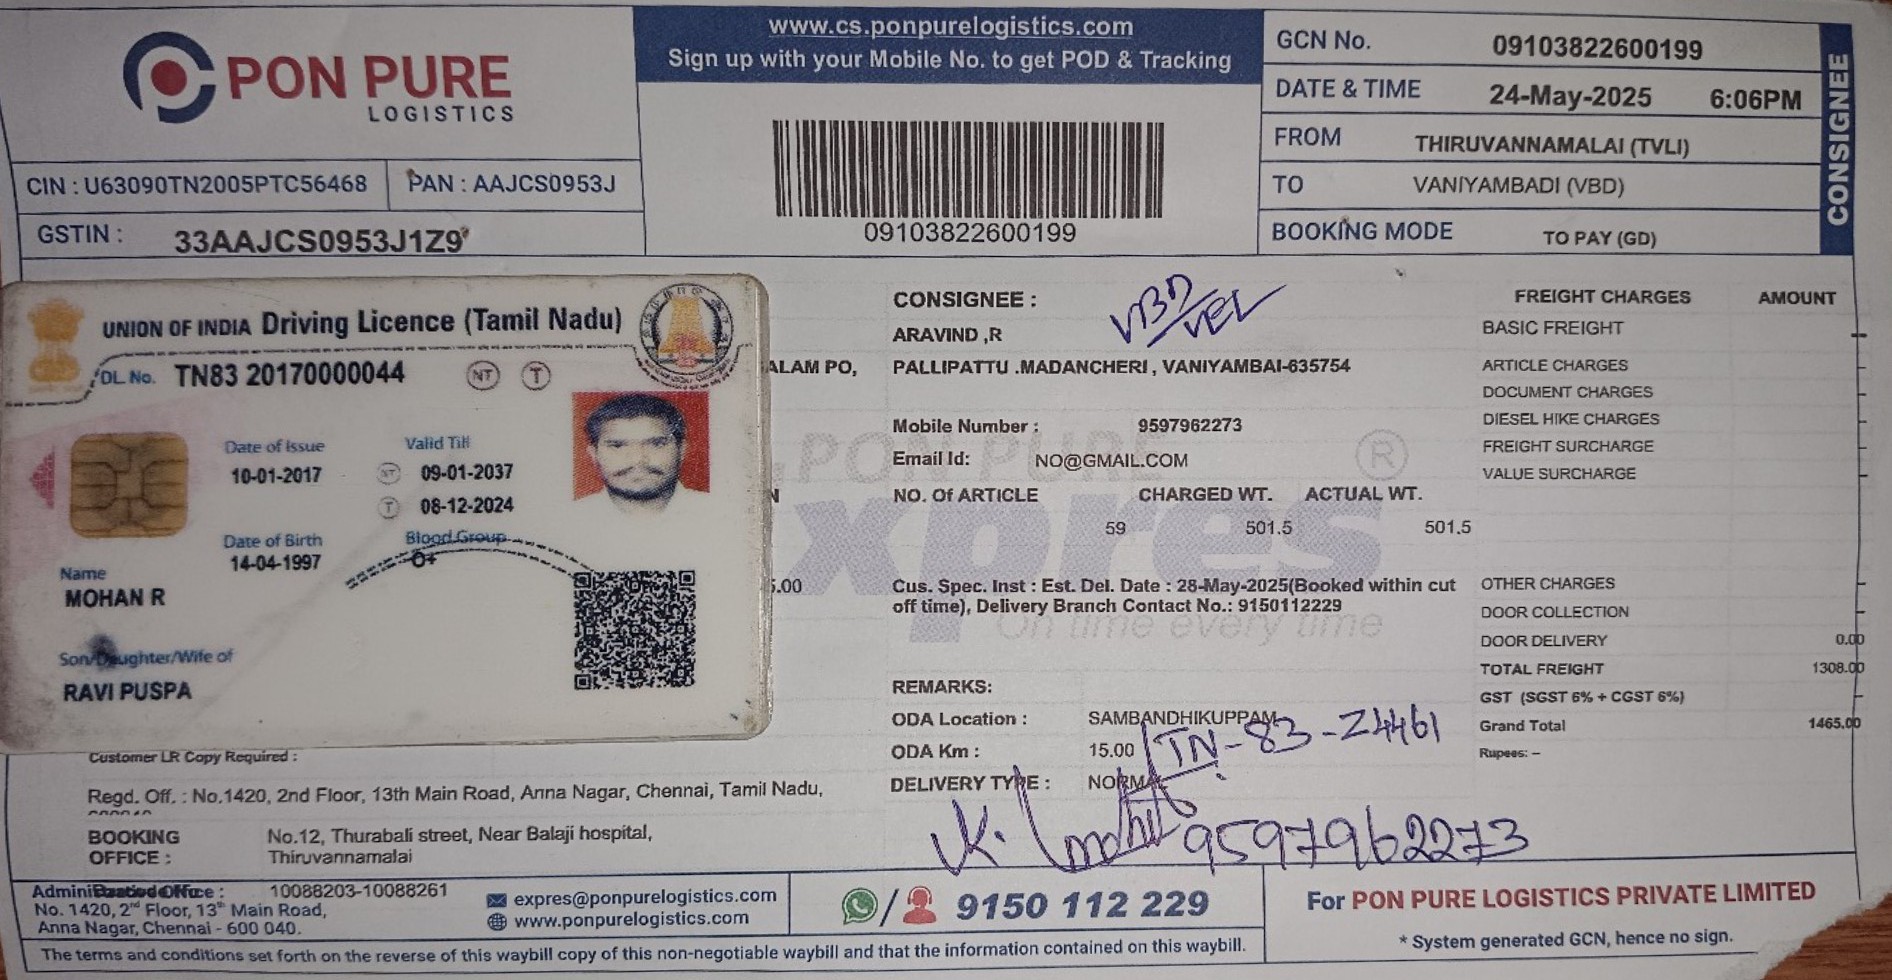 PON PURE
LOGISTICS
www.cs.ponpurelogistics.com
Sign up with your Mobile No. to get POD & Tracking
GCN No. 09103822600199
DATE & TIME 24-May-2025 6:06PM
FROM THIRUVANNAMALAI (TVLI)
TO VANIYAMBADI (VBD)
BOOKING MODE TO PAY (GD)
CONSIGNEE
CIN : U63090TN2005PTC56468 PAN : AAJCS0953J
GSTIN : 33AAJCS0953J1Z9
09103822600199
UNION OF INDIA Driving Licence (Tamil Nadu)
DL No. TN83 20170000044 NT T
Date of Issue Valid Till
10-01-2017 NT 09-01-2037
T 08-12-2024
Date of Birth Blood Group
14-04-1997 O+
Name
MOHAN R
Son/Daughter/Wife of
RAVI PUSPA
CONSIGNEE :
VBD
VEL
ARAVIND ,R
ALAM PO, PALLIPATTU .MADANCHERI , VANIYAMBAI-635754
Mobile Number : 9597962273
Email Id: NO@GMAIL.COM
PON PURE ®
xpres
On time every time
N NO. Of ARTICLE CHARGED WT. ACTUAL WT.
59 501.5 501.5
5.00 Cus. Spec. Inst : Est. Del. Date : 28-May-2025(Booked within cut
off time), Delivery Branch Contact No.: 9150112229
REMARKS:
ODA Location : SAMBANDHIKUPPAM
ODA Km : 15.00
DELIVERY TYPE : NORMAL
TN-83-Z4461
K.
9597962273
FREIGHT CHARGES AMOUNT
BASIC FREIGHT –
ARTICLE CHARGES –
DOCUMENT CHARGES –
DIESEL HIKE CHARGES –
FREIGHT SURCHARGE –
VALUE SURCHARGE –
OTHER CHARGES –
DOOR COLLECTION –
DOOR DELIVERY 0.00
TOTAL FREIGHT 1308.00
GST (SGST 6% + CGST 6%) –
Grand Total 1465.00
Rupees: –
Customer LR Copy Required :
Regd. Off. : No.1420, 2nd Floor, 13th Main Road, Anna Nagar, Chennai, Tamil Nadu,
BOOKING OFFICE : No.12, Thurabali street, Near Balaji hospital,
Thiruvannamalai
10088203-10088261
No. 1420, 2nd Floor, 13th Main Road,
Anna Nagar, Chennai - 600 040.
expres@ponpurelogistics.com
www.ponpurelogistics.com
/ 9150 112 229
For PON PURE LOGISTICS PRIVATE LIMITED
* System generated GCN, hence no sign.
The terms and conditions set forth on the reverse of this waybill copy of this non-negotiable waybill and that the information contained on this waybill.